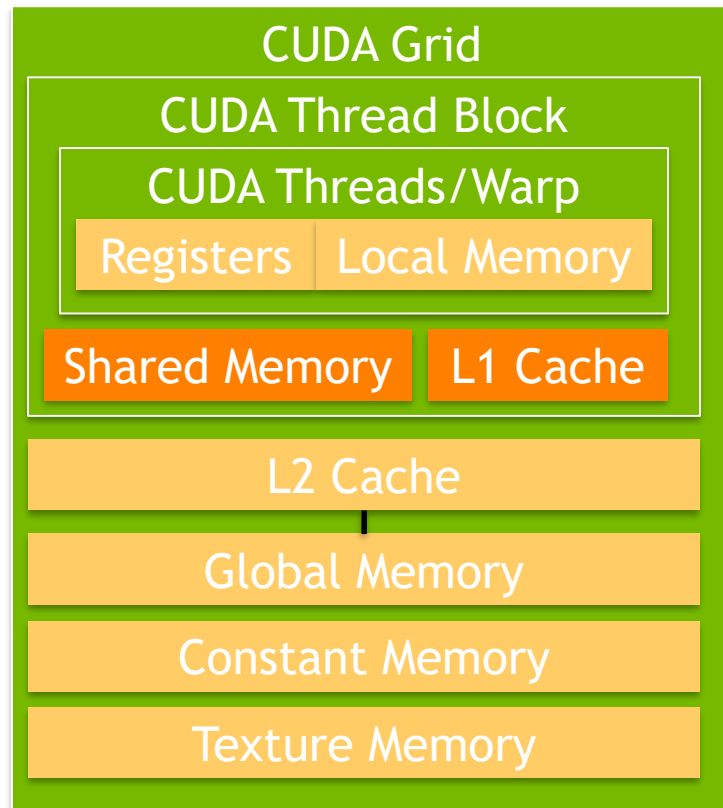 CUDA Grid
CUDA Thread Block
CUDA Threads/Warp
Registers Local Memory
Shared Memory L1 Cache
L2 Cache
Global Memory
Constant Memory
Texture Memory